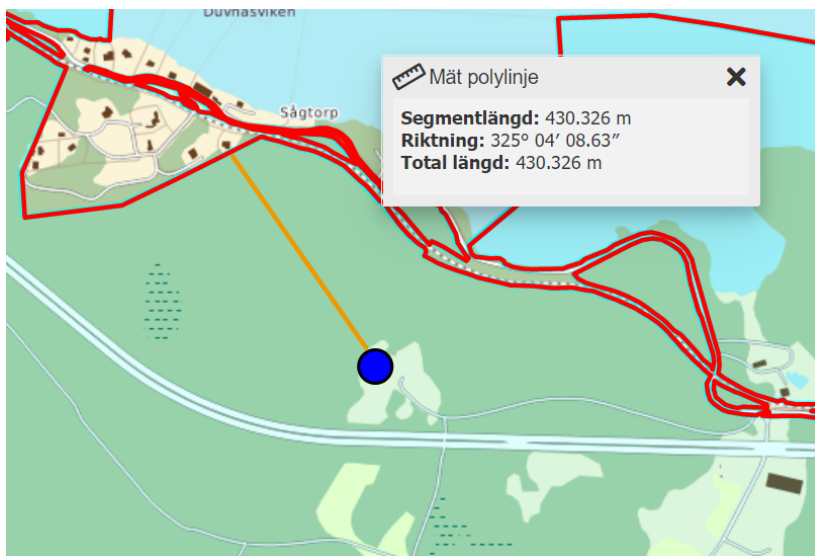 Duvnäsviken
Mät polylinje
Sågtorp
Segmentlängd: 430.326 m
Riktning: 325° 04′ 08.63″
Total längd: 430.326 m